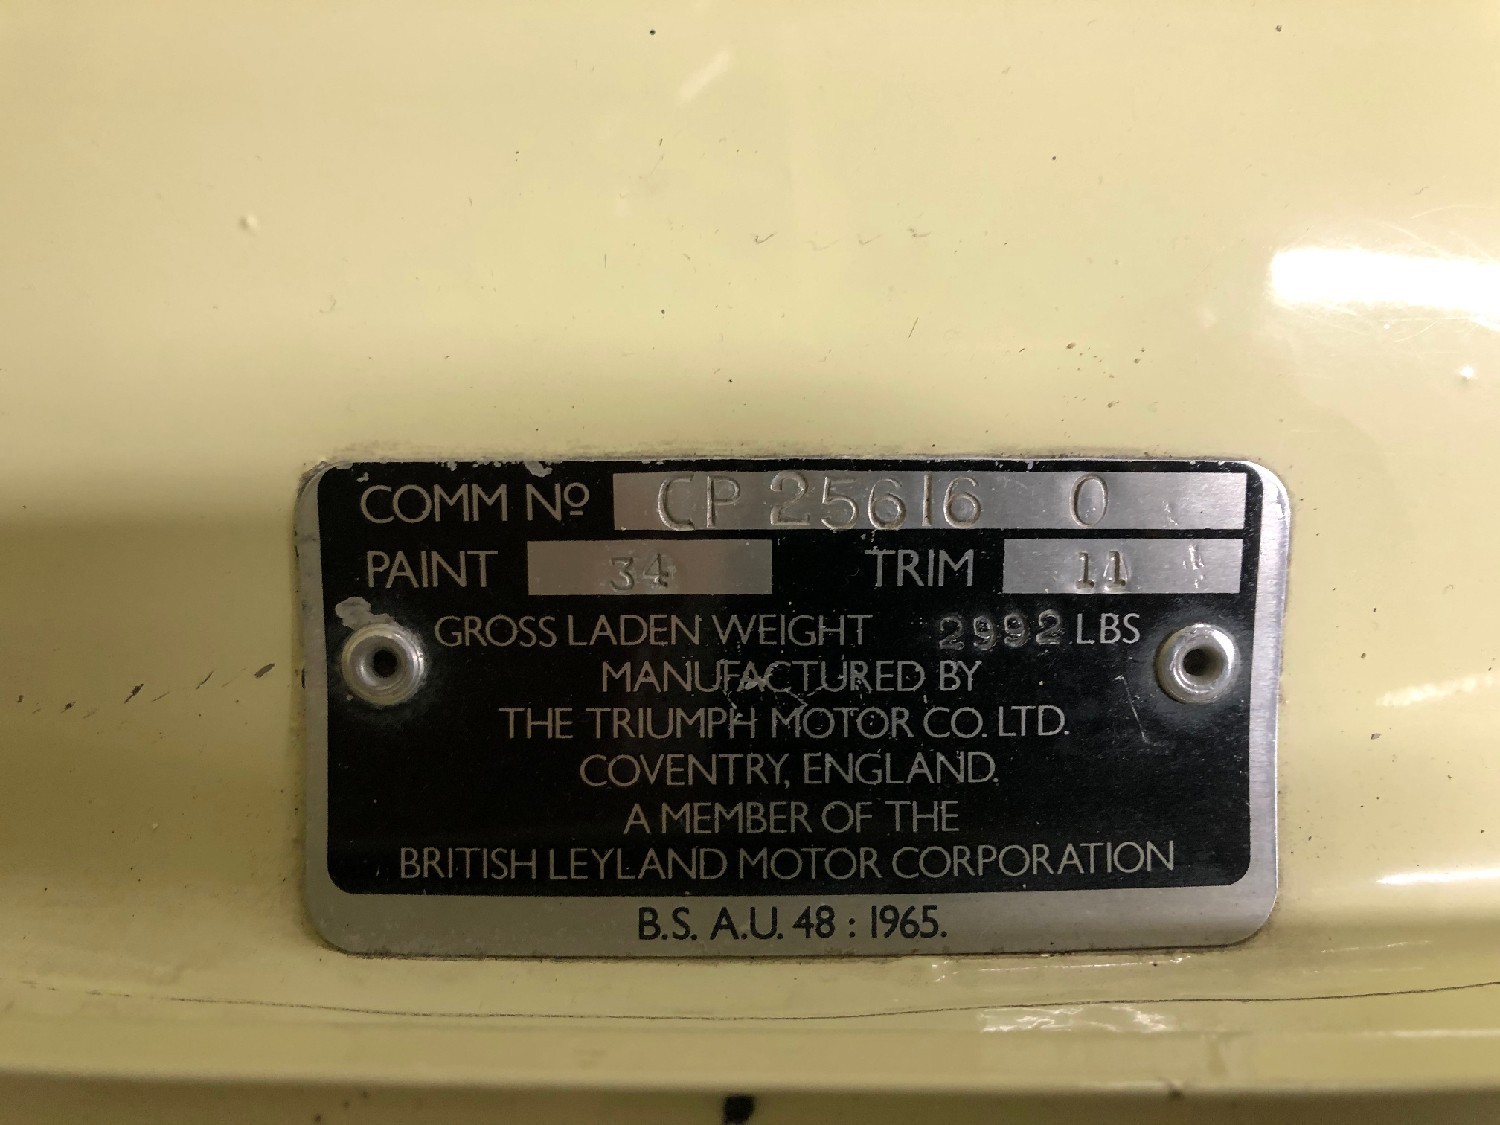 COMM Nº CP 25616 O
PAINT 34 TRIM 11
GROSS LADEN WEIGHT 2992 LBS
MANUFACTURED BY
THE TRIUMPH MOTOR CO. LTD.
COVENTRY, ENGLAND.
A MEMBER OF THE
BRITISH LEYLAND MOTOR CORPORATION
B.S. A.U. 48 : 1965.